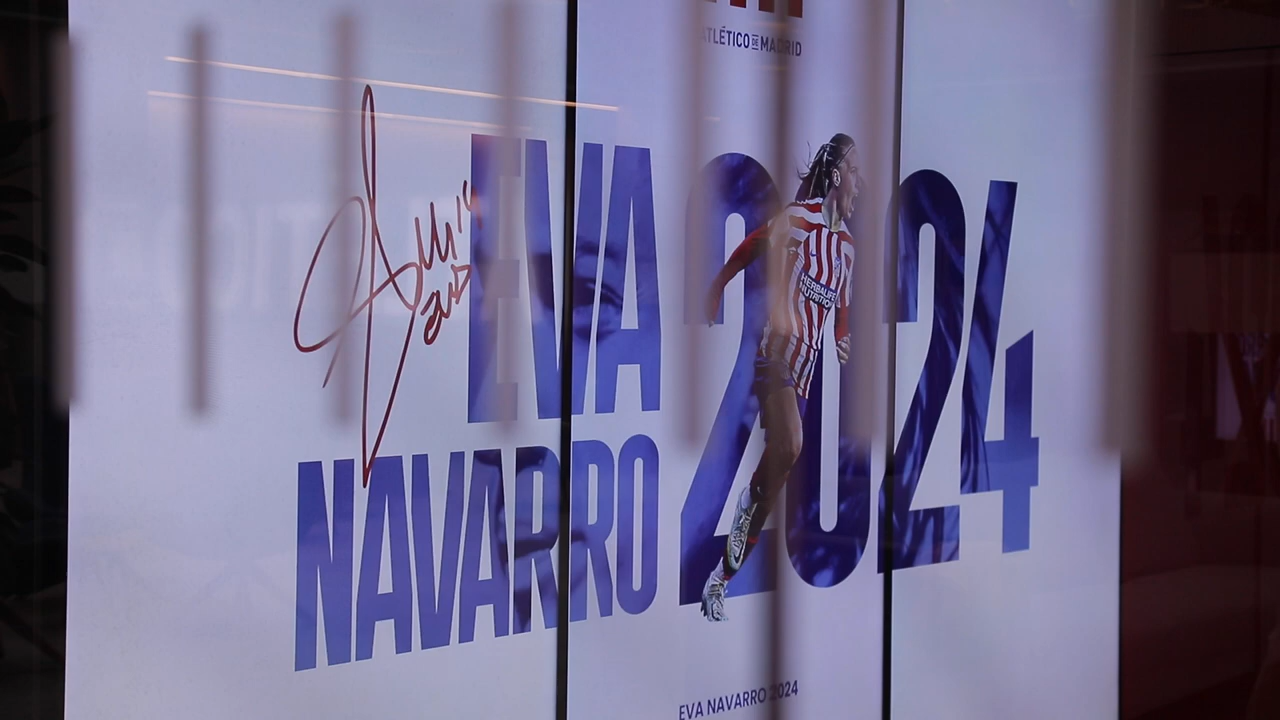 ATLÉTICO DE MADRID
EVA
NAVARRO
2024
HERBALIFE
NUTRITION
EVA NAVARRO 2024